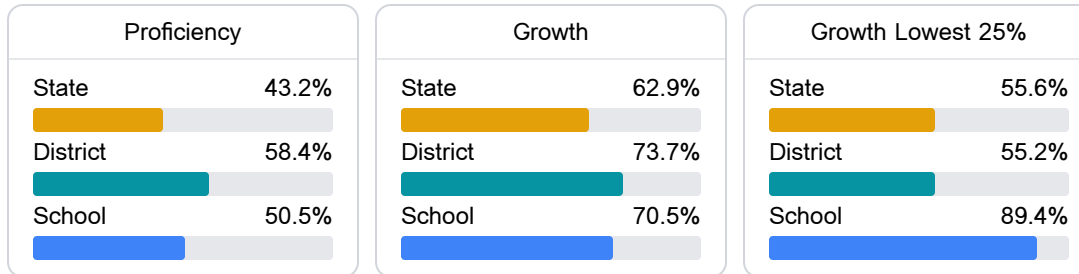 Proficiency
State 43.2%
District 58.4%
School 50.5%
Growth
State 62.9%
District 73.7%
School 70.5%
Growth Lowest 25%
State 55.6%
District 55.2%
School 89.4%